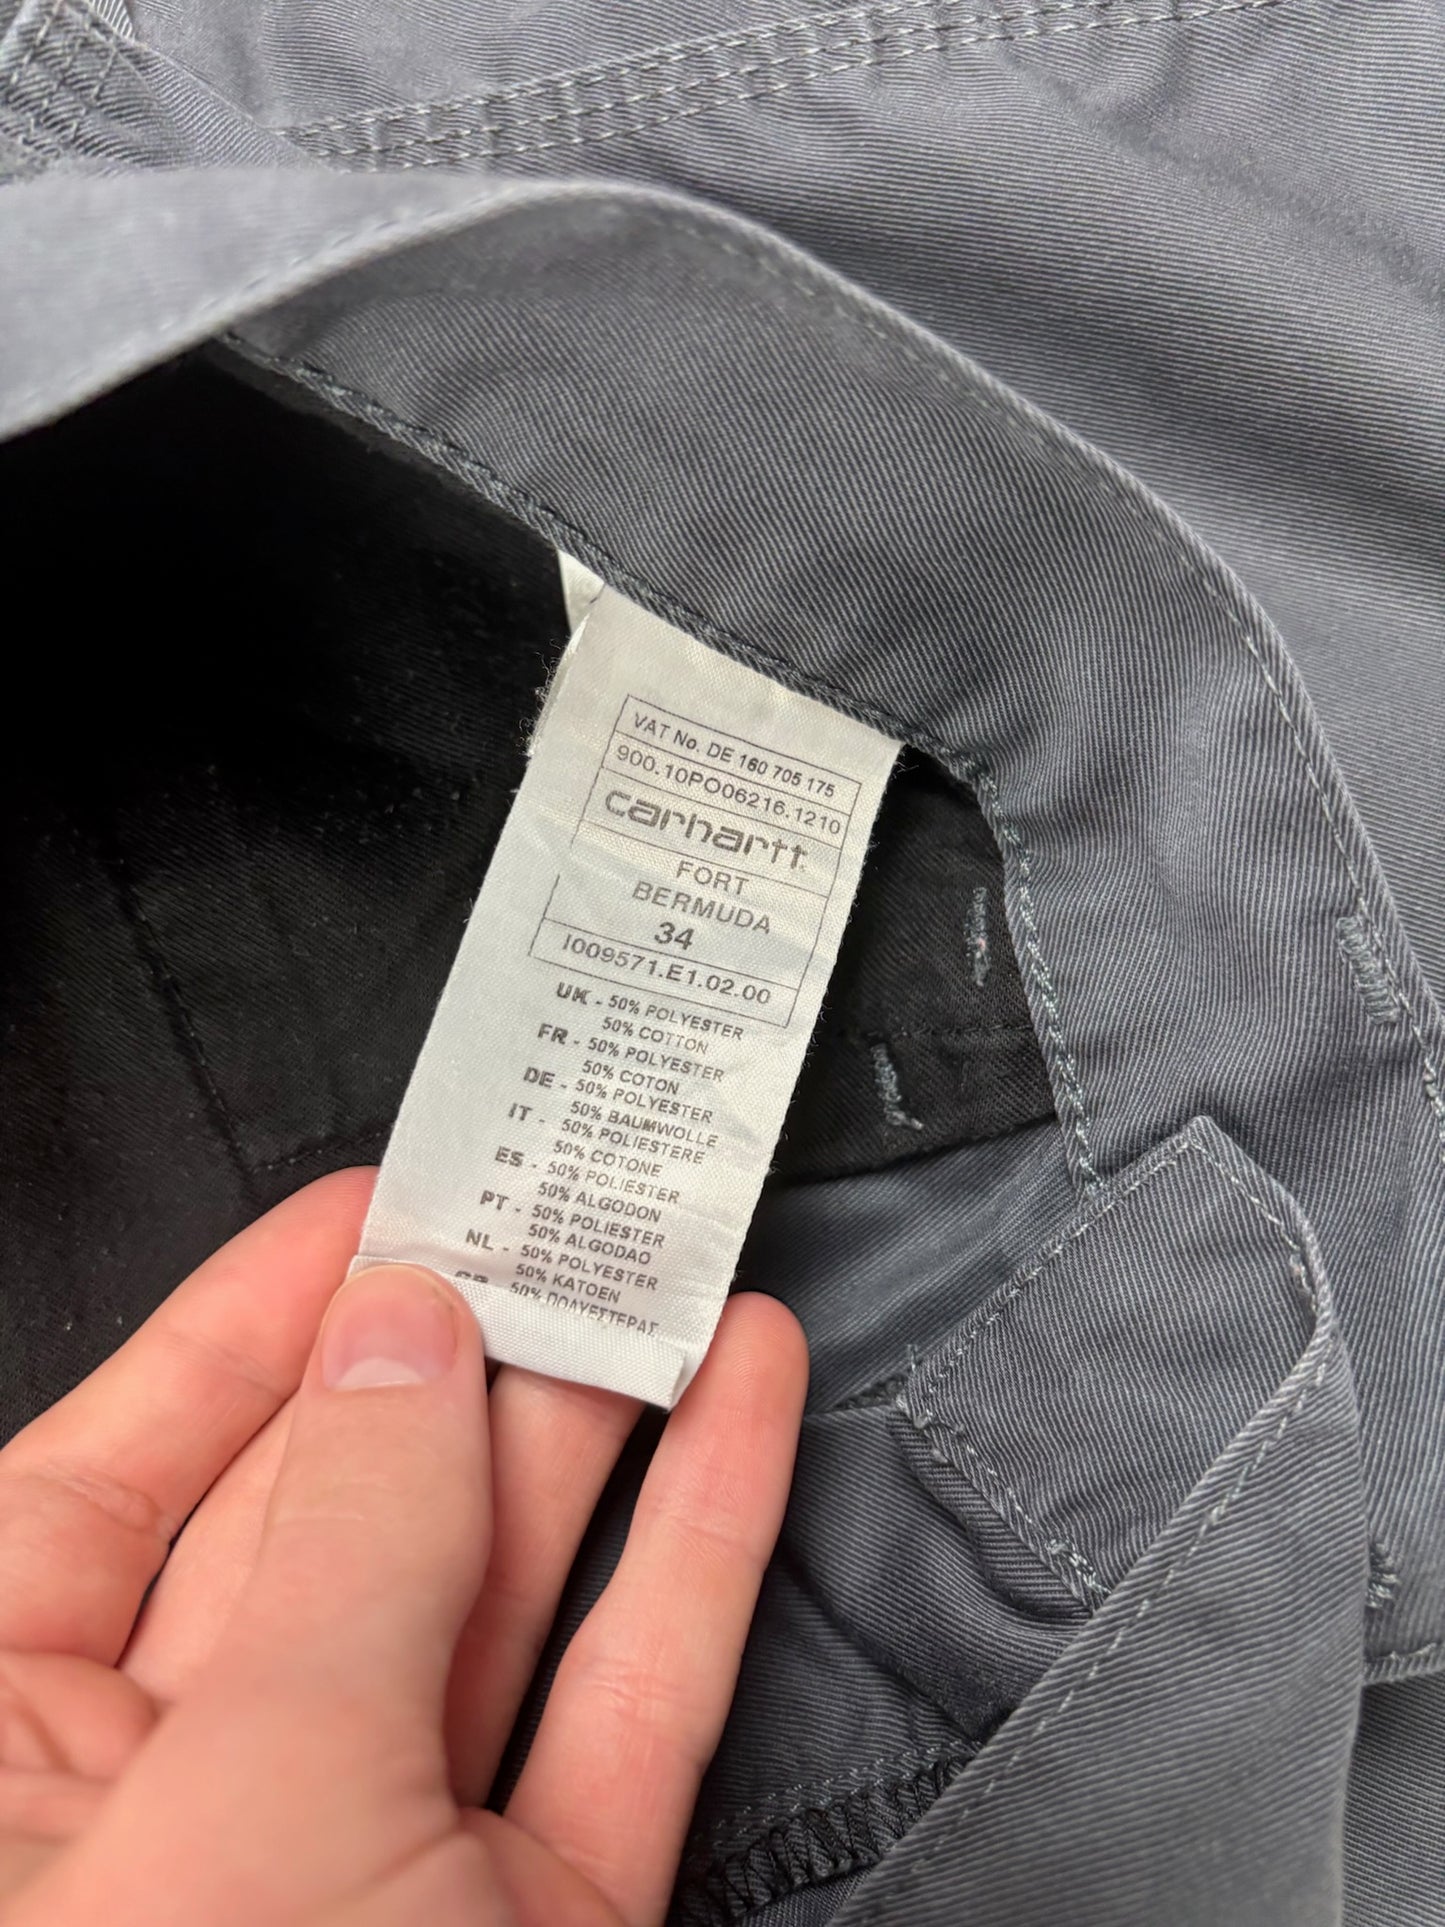 VAT No. DE 160 705 175
900.10PO06216.1210
carhartt.
FORT
BERMUDA
34
I009571.E1.02.00
UK - 50% POLYESTER
50% COTTON
FR - 50% POLYESTER
50% COTON
DE - 50% POLYESTER
50% BAUMWOLLE
IT - 50% POLIESTERE
50% COTONE
ES - 50% POLIESTER
50% ALGODON
PT - 50% POLIESTER
50% ALGODAO
NL - 50% POLYESTER
50% KATOEN
50% ΠΟΛΥΕΣΤΕΡΑΣ